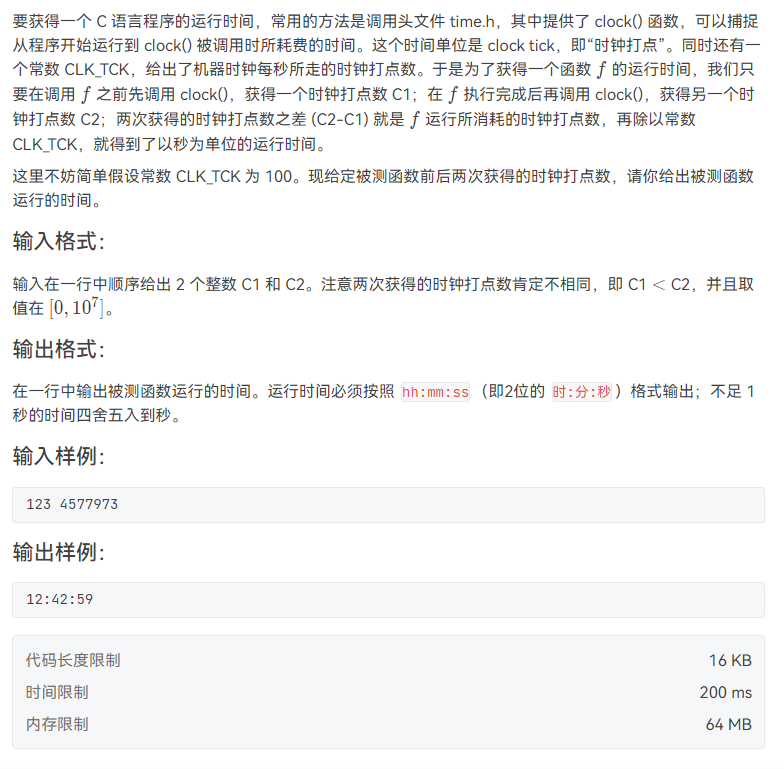 要获得一个 C 语言程序的运行时间，常用的方法是调用头文件 time.h，其中提供了 clock() 函数，可以捕捉
从程序开始运行到 clock() 被调用时所耗费的时间。这个时间单位是 clock tick，即“时钟打点”。同时还有一
个常数 CLK_TCK，给出了机器时钟每秒所走的时钟打点数。于是为了获得一个函数 f 的运行时间，我们只
要在调用 f 之前先调用 clock()，获得一个时钟打点数 C1；在 f 执行完成后再调用 clock()，获得另一个时
钟打点数 C2；两次获得的时钟打点数之差 (C2-C1) 就是 f 运行所消耗的时钟打点数，再除以常数
CLK_TCK，就得到了以秒为单位的运行时间。
这里不妨简单假设常数 CLK_TCK 为 100。现给定被测函数前后两次获得的时钟打点数，请你给出被测函数
运行的时间。
输入格式：
输入在一行中顺序给出 2 个整数 C1 和 C2。注意两次获得的时钟打点数肯定不相同，即 C1 < C2，并且取
值在 [0, 10⁷]。
输出格式：
在一行中输出被测函数运行的时间。运行时间必须按照 hh:mm:ss （即2位的 时:分:秒 ）格式输出；不足 1
秒的时间四舍五入到秒。
输入样例：
123 4577973
输出样例：
12:42:59
代码长度限制 16 KB
时间限制 200 ms
内存限制 64 MB